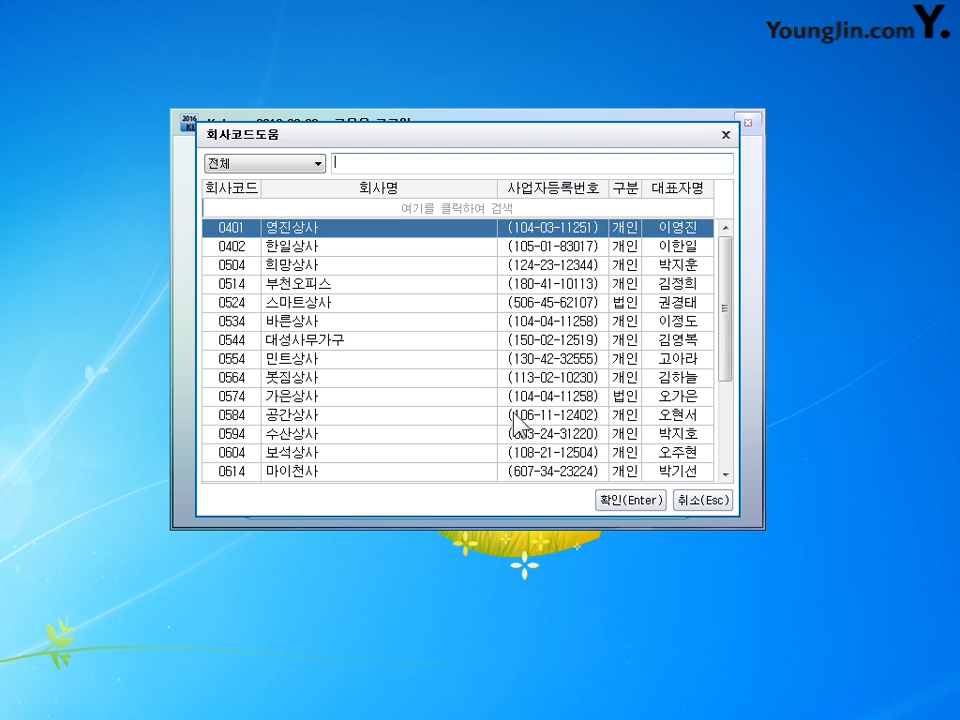 YoungJin.com Y.
2016
회사코드도움
전체
회사코드 회사명 사업자등록번호 구분 대표자명
여기를 클릭하여 검색
0401 영진상사 (104-03-11251) 개인 이영진
0402 한일상사 (105-01-83017) 개인 이한일
0504 희망상사 (124-23-12344) 개인 박지훈
0514 부천오피스 (180-41-10113) 개인 김정희
0524 스마트상사 (506-45-62107) 법인 권경태
0534 바른상사 (104-04-11258) 개인 이정도
0544 대성사무가구 (150-02-12519) 개인 김영복
0554 민트상사 (130-42-32555) 개인 고아라
0564 봇짐상사 (113-02-10230) 개인 김하늘
0574 가은상사 (104-04-11258) 법인 오가은
0584 공간상사 개인 오현서
0594 수산상사 개인 박지호
0604 보석상사 (108-21-12504) 개인 오주현
0614 마이천사 (607-34-23224) 개인 박기선
확인(Enter) 취소(Esc)